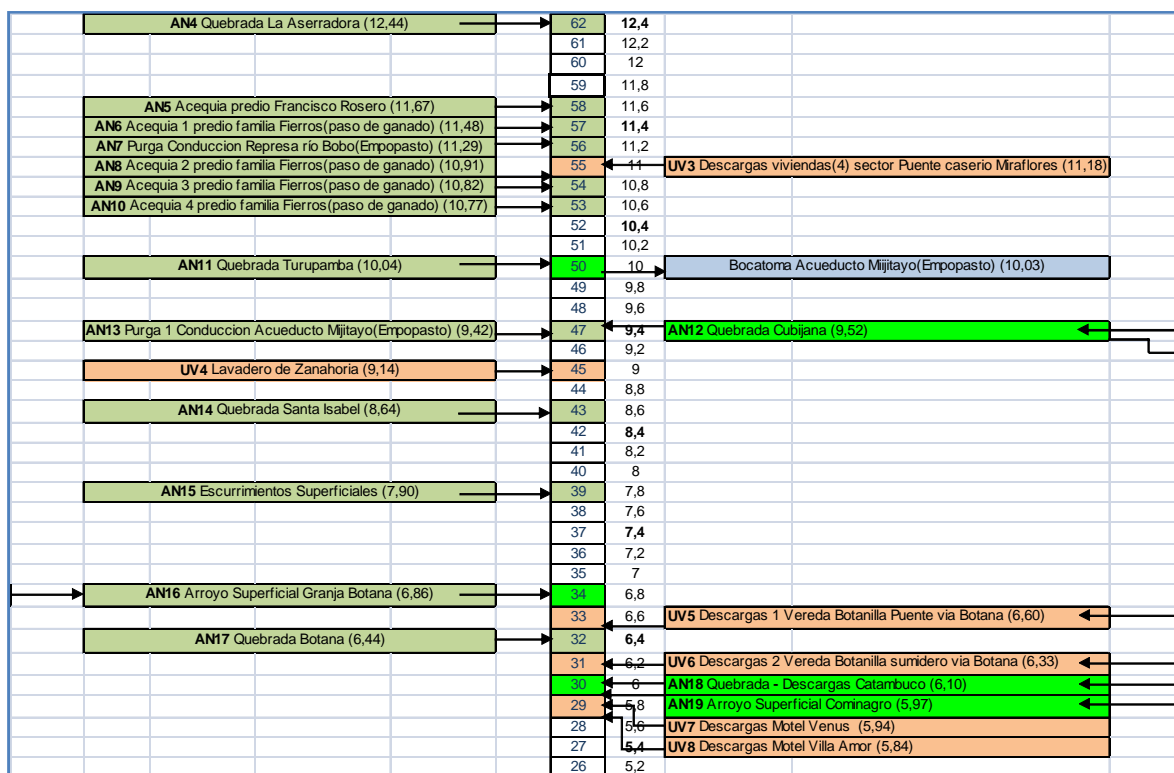 AN4 Quebrada La Aserradora (12,44) 62 12,4
61 12,2
60 12
59 11,8
AN5 Acequia predio Francisco Rosero (11,67) 58 11,6
AN6 Acequia 1 predio familia Fierros(paso de ganado) (11,48) 57 11,4
AN7 Purga Conduccion Represa río Bobo(Empopasto) (11,29) 56 11,2
AN8 Acequia 2 predio familia Fierros(paso de ganado) (10,91) 55 11 UV3 Descargas viviendas(4) sector Puente caserio Miraflores (11,18)
AN9 Acequia 3 predio familia Fierros(paso de ganado) (10,82) 54 10,8
AN10 Acequia 4 predio familia Fierros(paso de ganado) (10,77) 53 10,6
52 10,4
51 10,2
AN11 Quebrada Turupamba (10,04) 50 10 Bocatoma Acueducto Miijitayo(Empopasto) (10,03)
49 9,8
48 9,6
AN13 Purga 1 Conduccion Acueducto Mijitayo(Empopasto) (9,42) 47 9,4 AN12 Quebrada Cubijana (9,52)
46 9,2
UV4 Lavadero de Zanahoria (9,14) 45 9
44 8,8
AN14 Quebrada Santa Isabel (8,64) 43 8,6
42 8,4
41 8,2
40 8
AN15 Escurrimientos Superficiales (7,90) 39 7,8
38 7,6
37 7,4
36 7,2
35 7
AN16 Arroyo Superficial Granja Botana (6,86) 34 6,8
33 6,6 UV5 Descargas 1 Vereda Botanilla Puente via Botana (6,60)
AN17 Quebrada Botana (6,44) 32 6,4
31 6,2 UV6 Descargas 2 Vereda Botanilla sumidero via Botana (6,33)
30 6 AN18 Quebrada - Descargas Catambuco (6,10)
29 5,8 AN19 Arroyo Superficial Cominagro (5,97)
28 5,6 UV7 Descargas Motel Venus (5,94)
27 5,4 UV8 Descargas Motel Villa Amor (5,84)
26 5,2